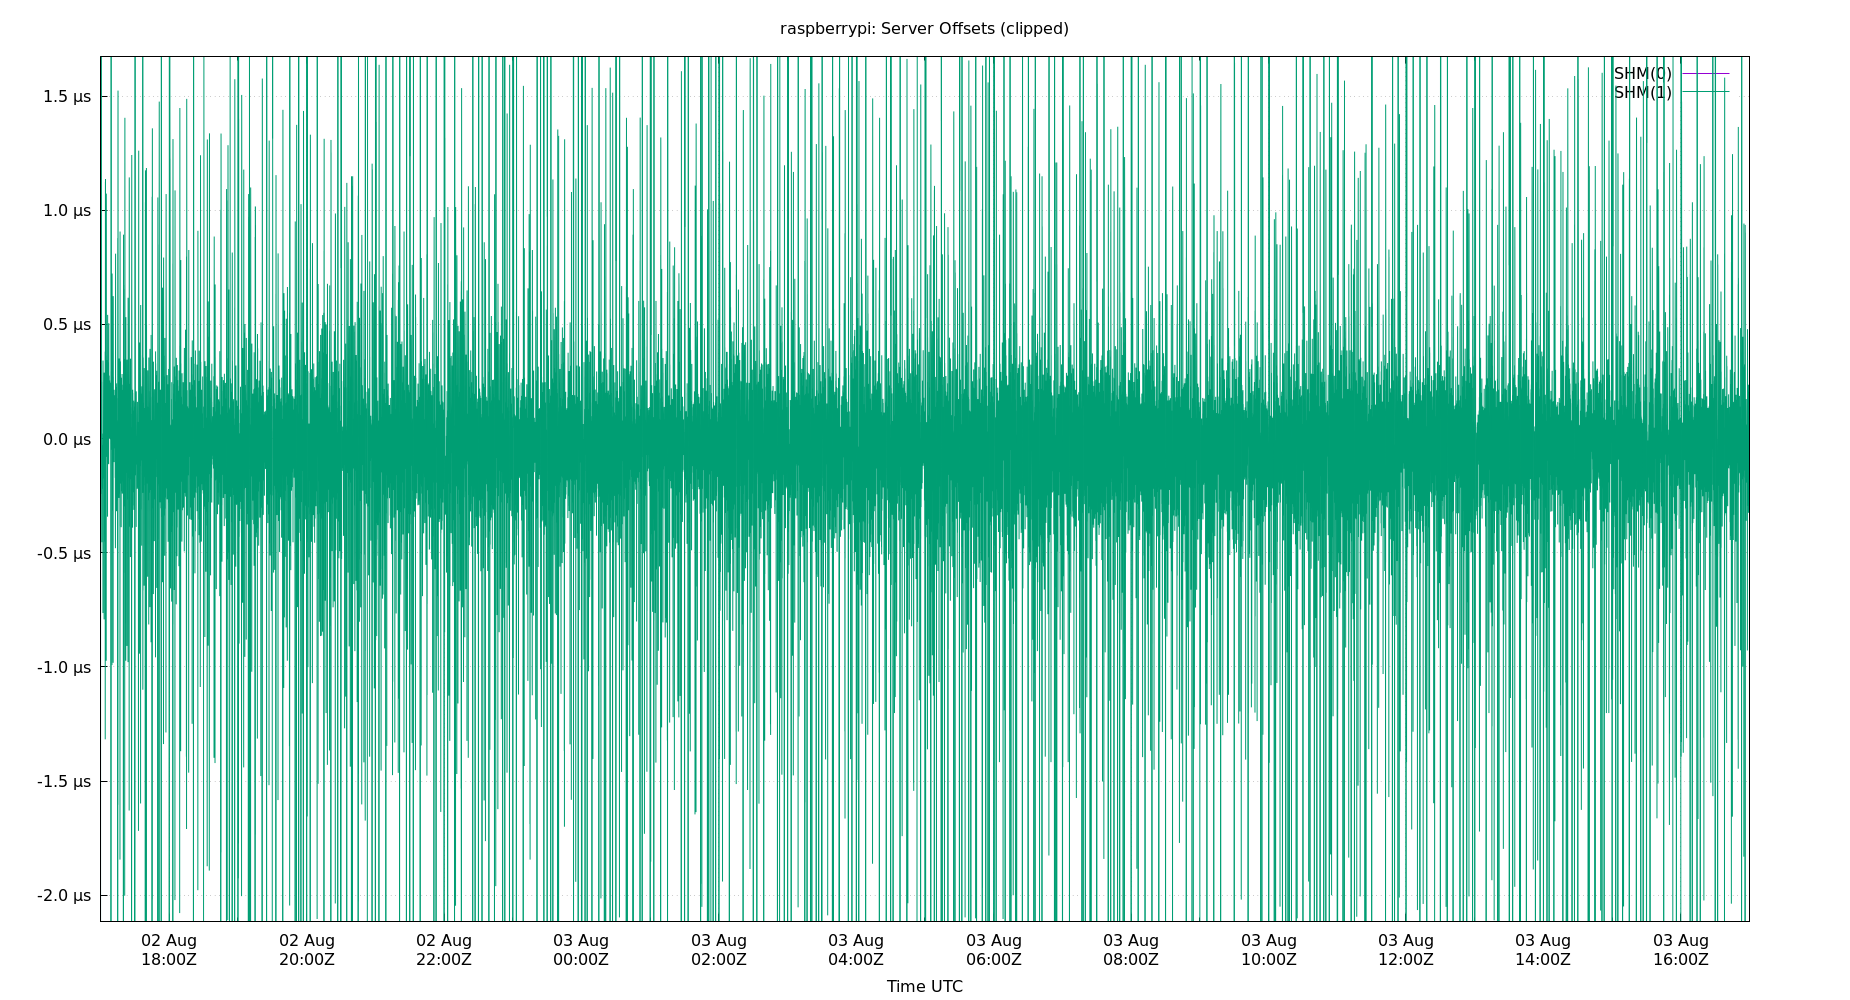 raspberrypi: Server Offsets (clipped)
SHM(0)
SHM(1)
1.5 µs
1.0 µs
0.5 µs
0.0 µs
-0.5 µs
-1.0 µs
-1.5 µs
-2.0 µs
02 Aug 02 Aug 02 Aug 03 Aug 03 Aug 03 Aug 03 Aug 03 Aug 03 Aug 03 Aug 03 Aug 03 Aug
18:00Z 20:00Z 22:00Z 00:00Z 02:00Z 04:00Z 06:00Z 08:00Z 10:00Z 12:00Z 14:00Z 16:00Z
Time UTC